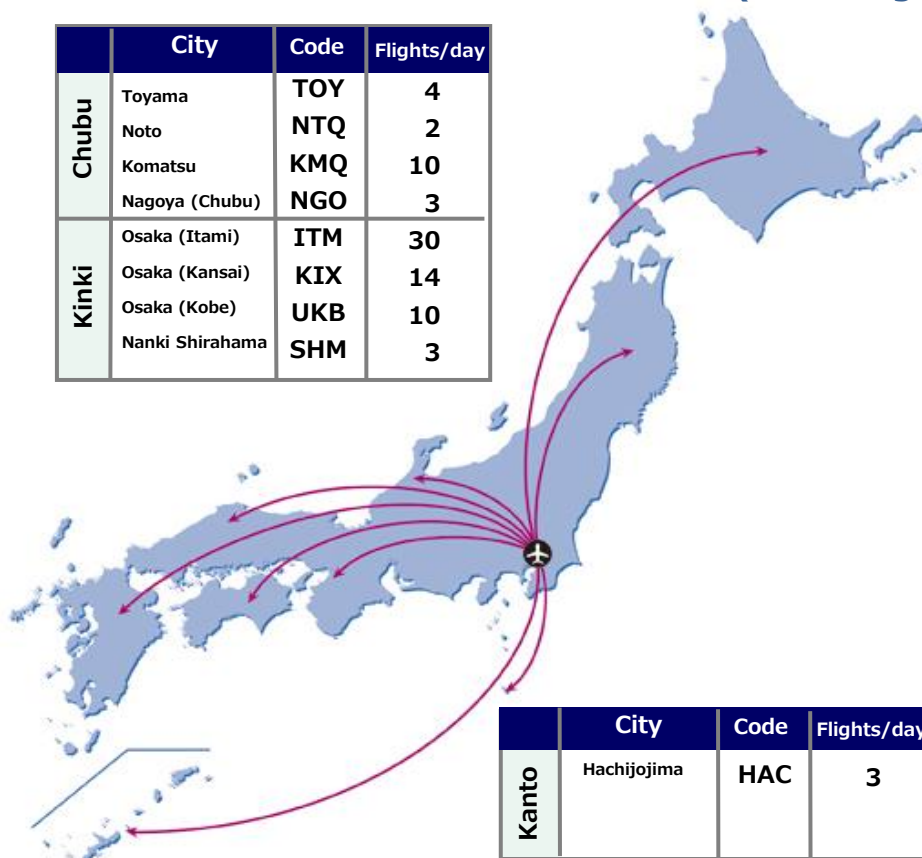 City Code Flights/day
Chubu
Toyama TOY 4
Noto NTQ 2
Komatsu KMQ 10
Nagoya (Chubu) NGO 3
Kinki
Osaka (Itami) ITM 30
Osaka (Kansai) KIX 14
Osaka (Kobe) UKB 10
Nanki Shirahama SHM 3
City Code Flights/day
Kanto
Hachijojima HAC 3